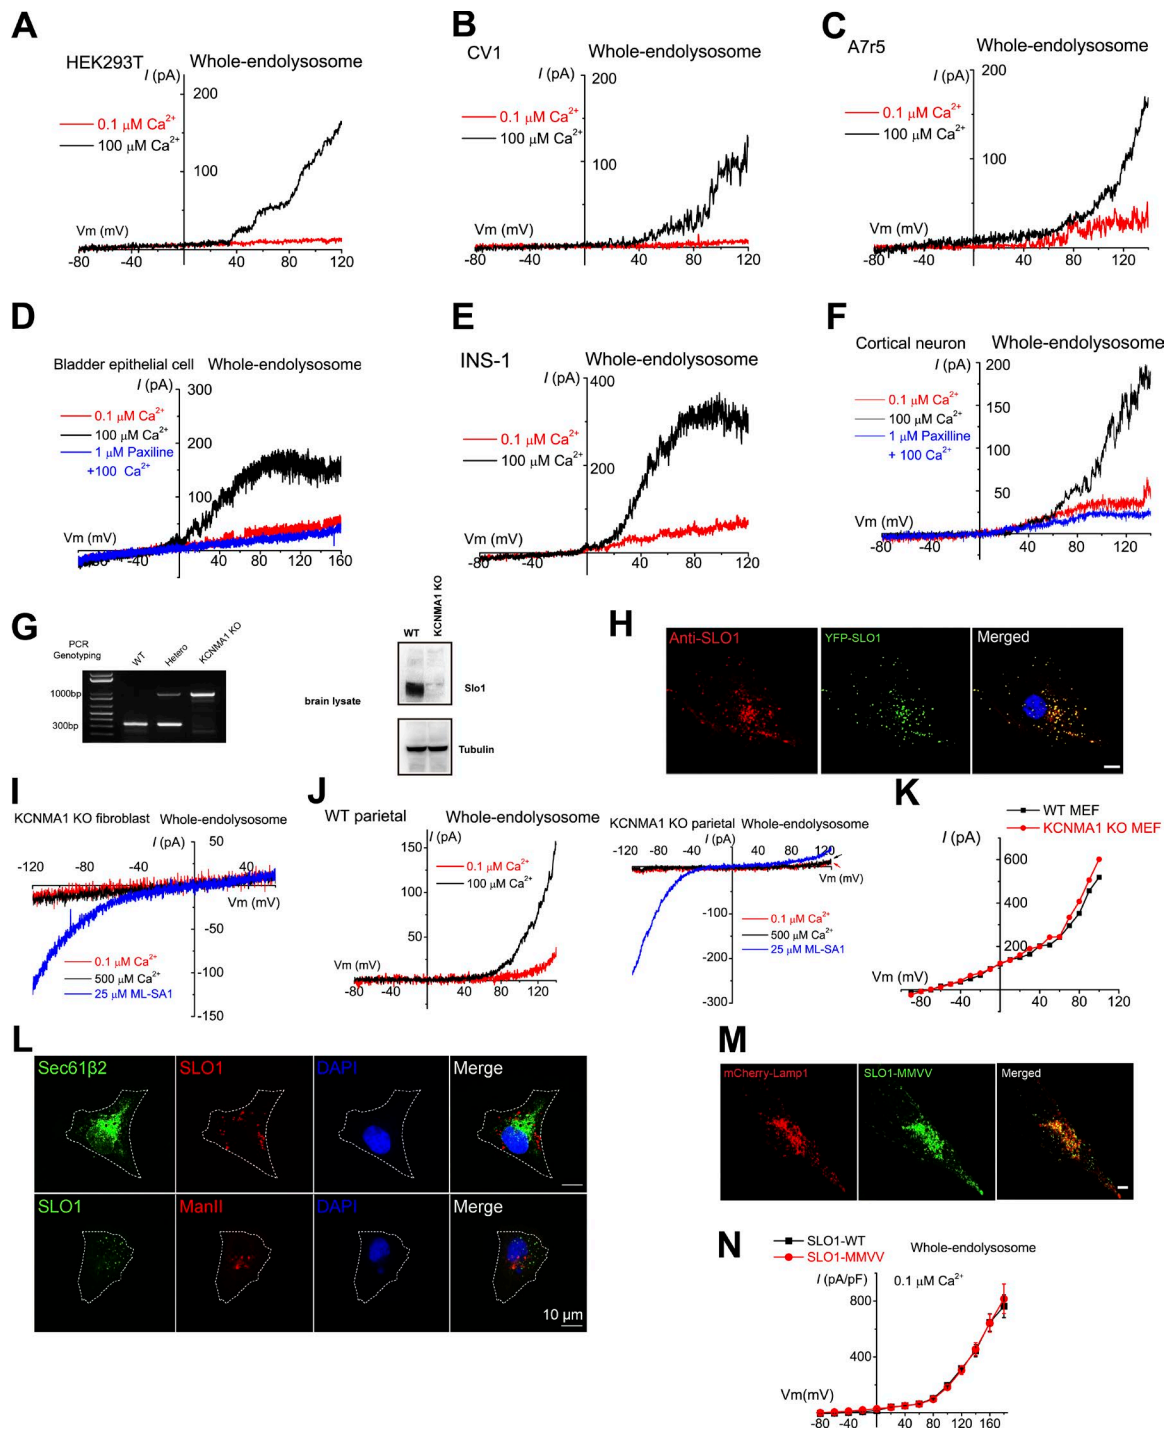 A
HEK293T Whole-endolysosome
I (pA)
200
0.1 μM Ca²⁺
100 μM Ca²⁺
100
Vm (mV)
-80 -40 40 80 120
B
CV1 Whole-endolysosome
I (pA)
200
0.1 μM Ca²⁺
100 μM Ca²⁺
100
Vm (mV)
-80 -40 40 80 120
C
A7r5 Whole-endolysosome
I (pA)
200
0.1 μM Ca²⁺
100 μM Ca²⁺
100
Vm (mV)
-80 -40 40 80 120
D
Bladder epithelial cell Whole-endolysosome
I (pA)
300
0.1 μM Ca²⁺
100 μM Ca²⁺
1 μM Paxiline
+100 Ca²⁺
200
100
Vm (mV)
40 80 120 160
E
INS-1 Whole-endolysosome
I (pA)
400
0.1 μM Ca²⁺
100 μM Ca²⁺
200
Vm (mV)
-80 -40 40 80 120
F
Cortical neuron Whole-endolysosome
I (pA)
200
0.1 μM Ca²⁺
100 μM Ca²⁺
1 μM Paxilline
+ 100 Ca²⁺
150
100
50
Vm (mV)
-80 -40 40 80 120
G
PCR
Genotyping
WT
Hetero
KCNMA1 KO
1000bp
300bp
brain lysate
WT
KCNMA1 KO
Slo1
Tubulin
H
Anti-SLO1 YFP-SLO1 Merged
I
KCNMA1 KO fibroblast Whole-endolysosome
I (pA)
50
-120 -80 -40 40
Vm (mV)
-50
-100
-150
0.1 μM Ca²⁺
500 μM Ca²⁺
25 μM ML-SA1
J
WT parietal Whole-endolysosome
I (pA)
150
0.1 μM Ca²⁺
100 μM Ca²⁺
100
50
Vm (mV)
-80 -40 40 80 120
KCNMA1 KO parietal Whole-endolysosome
I (pA)
-120 -80 -40 40 80 120
Vm (mV)
-100
-200
-300
0.1 μM Ca²⁺
500 μM Ca²⁺
25 μM ML-SA1
K
WT MEF
KCNMA1 KO MEF
I (pA)
600
400
200
Vm (mV)
-80 -40 0 40 80 120
L
Sec61β2 SLO1 DAPI Merge
SLO1 ManII DAPI Merge
10 μm
M
mCherry-Lamp1 SLO1-MMVV Merged
N
SLO1-WT
SLO1-MMVV
Whole-endolysosome
I (pA/pF) 0.1 μM Ca²⁺
800
400
Vm(mV)
-80 -40 0 40 80 120 160